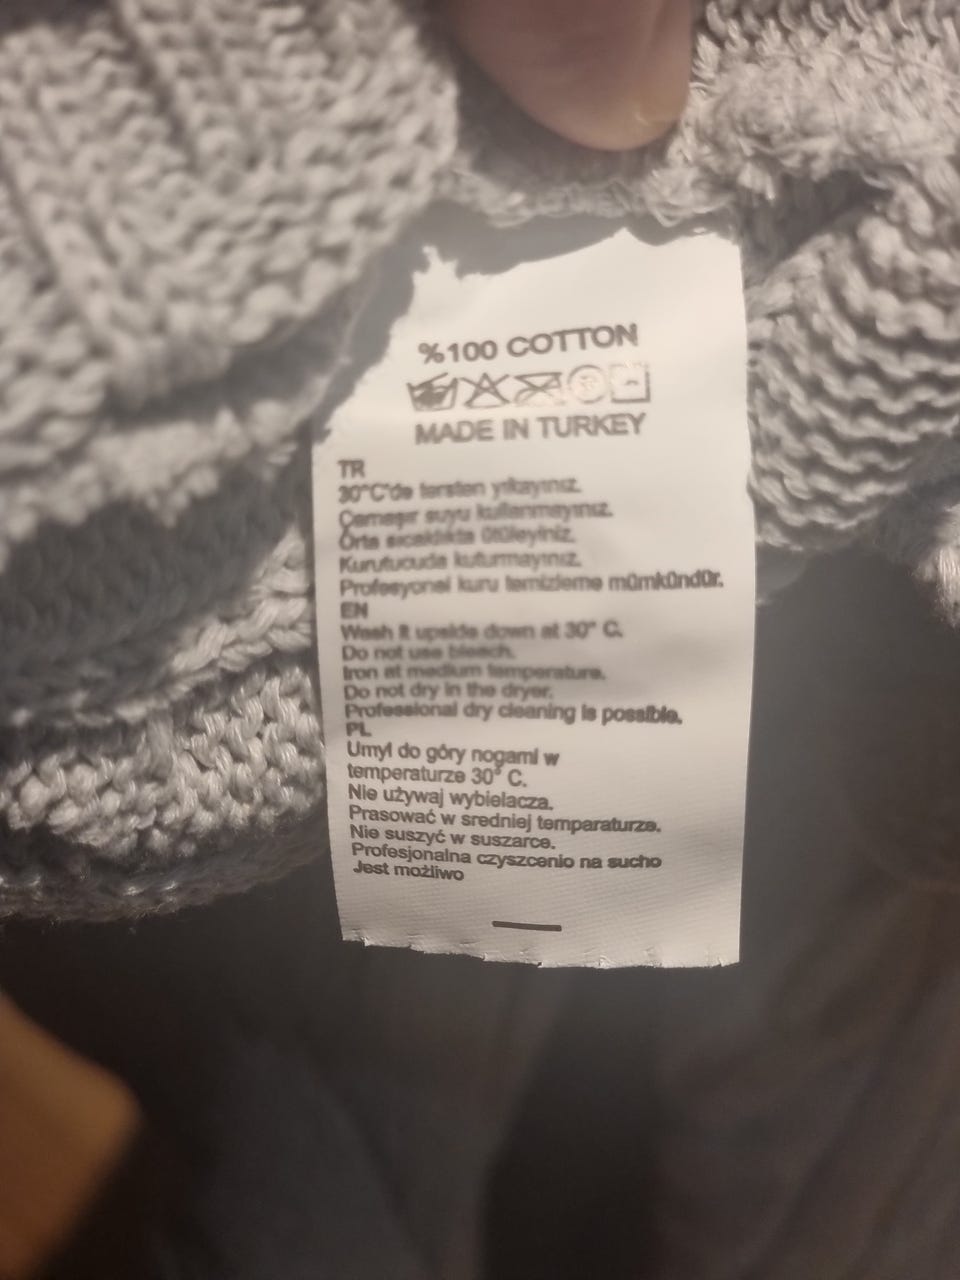 %100 COTTON
MADE IN TURKEY
TR
30°C'de tersten yıkayınız.
Çamaşır suyu kullanmayınız.
Orta sıcaklıkta ütüleyiniz.
Kurutucuda kuturmayınız.
Profesyonel kuru temizleme mümkündür.
EN
Wash it upside down at 30° C.
Do not use bleach.
Iron at medium temperature.
Do not dry in the dryer.
Professional dry cleaning is possible.
PL
Umyl do góry nogami w
temperaturze 30° C.
Nie używaj wybielacza.
Prasować w sredniej temparaturze.
Nie suszyć w suszarce.
Profesjonalna czyszcenio na sucho
Jest możliwo